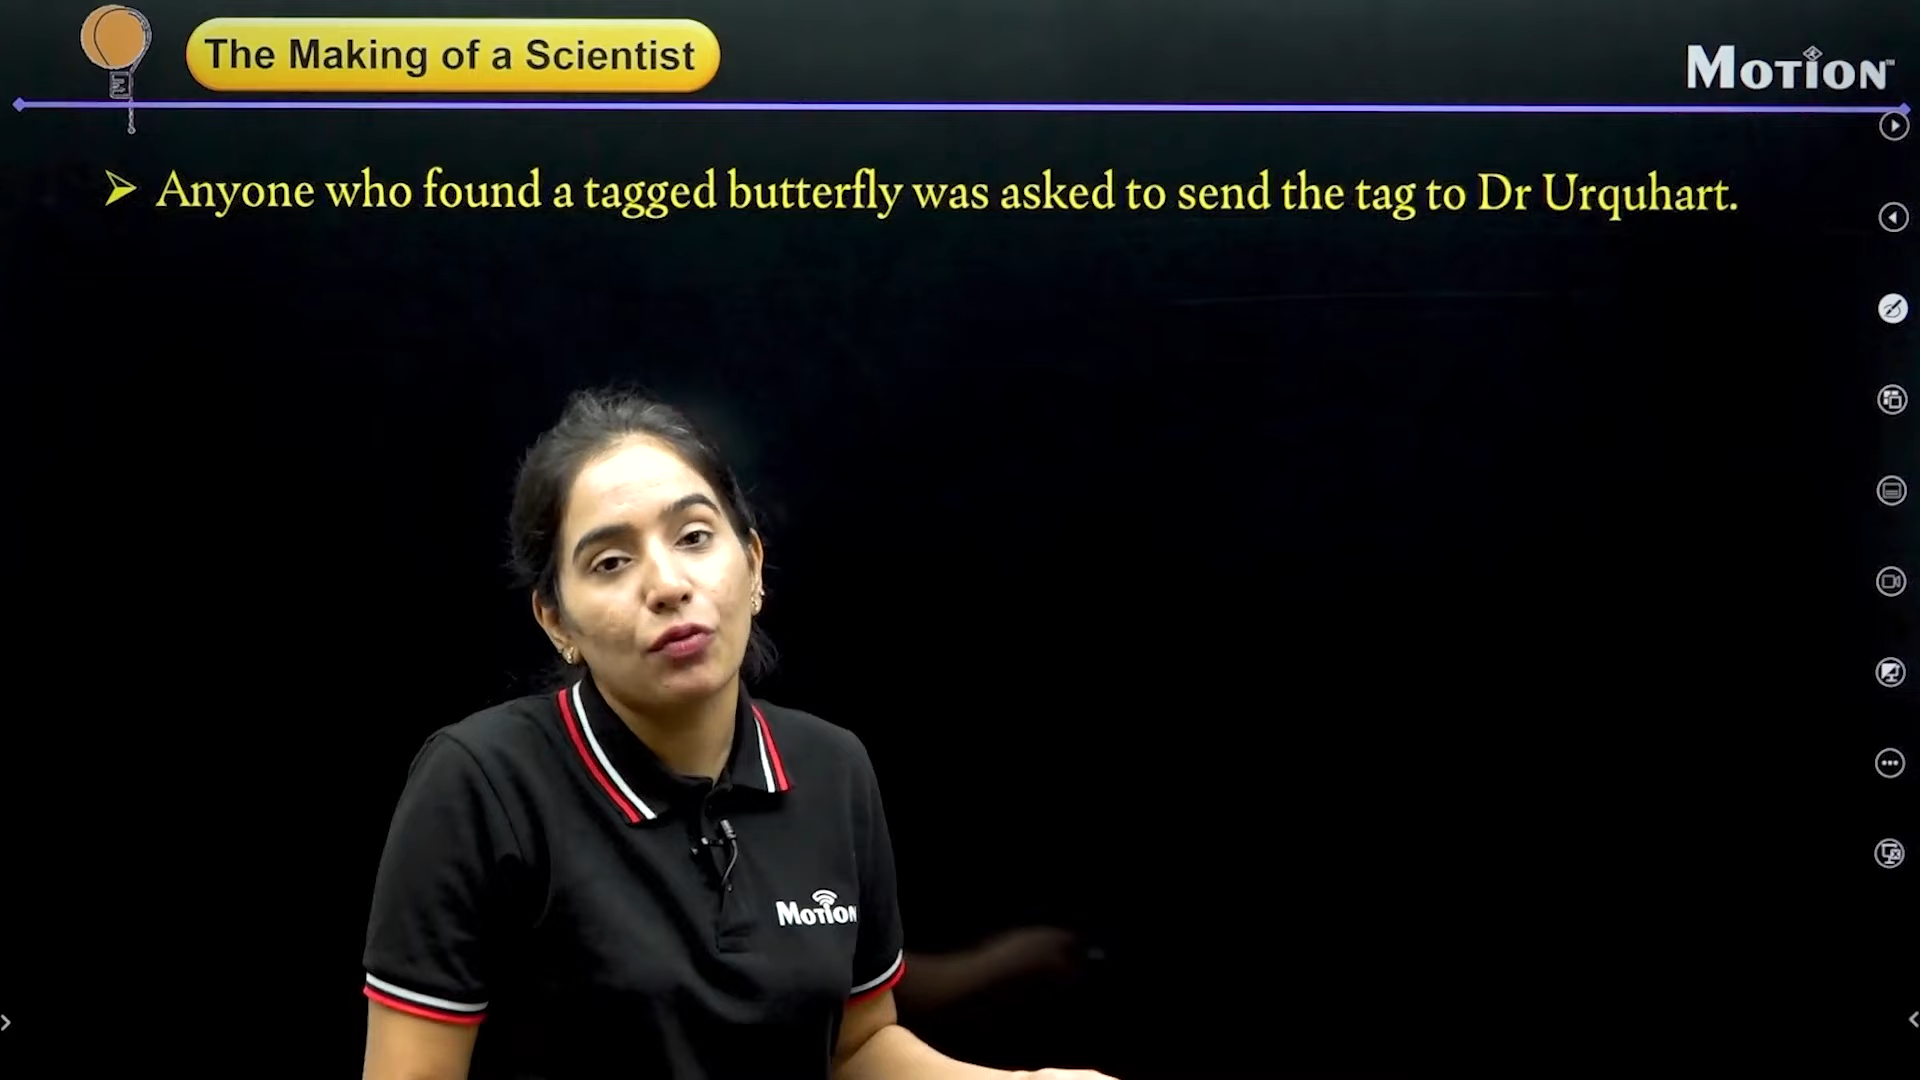 The Making of a Scientist
MOTION™
➢ Anyone who found a tagged butterfly was asked to send the tag to Dr Urquhart.
MOTION